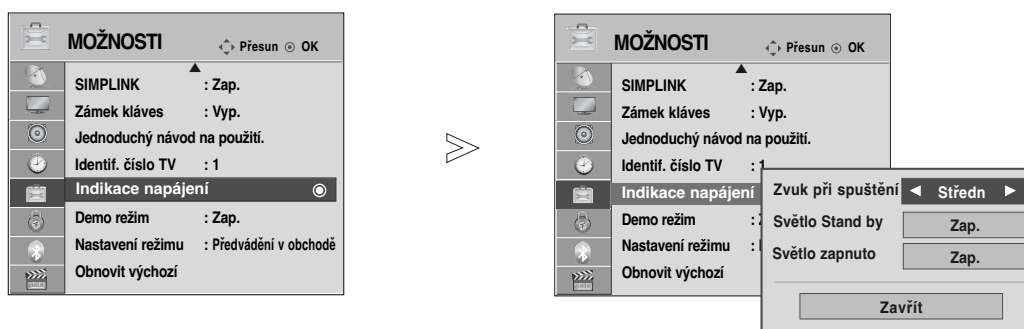 MOŽNOSTI
Přesun OK
SIMPLINK : Zap.
Zámek kláves : Vyp.
Jednoduchý návod na použití.
Identif. číslo TV : 1
Indikace napájení
Demo režim : Zap.
Nastavení režimu : Předvádění v obchodě
Obnovit výchozí
MOŽNOSTI
Přesun OK
SIMPLINK : Zap.
Zámek kláves : Vyp.
Jednoduchý návod na použití.
Identif. číslo TV : 1
Indikace napájení
Demo režim :
Nastavení režimu :
Obnovit výchozí
Zvuk při spuštění ◄ Středn ►
Světlo Stand by Zap.
Světlo zapnuto Zap.
Zavřít